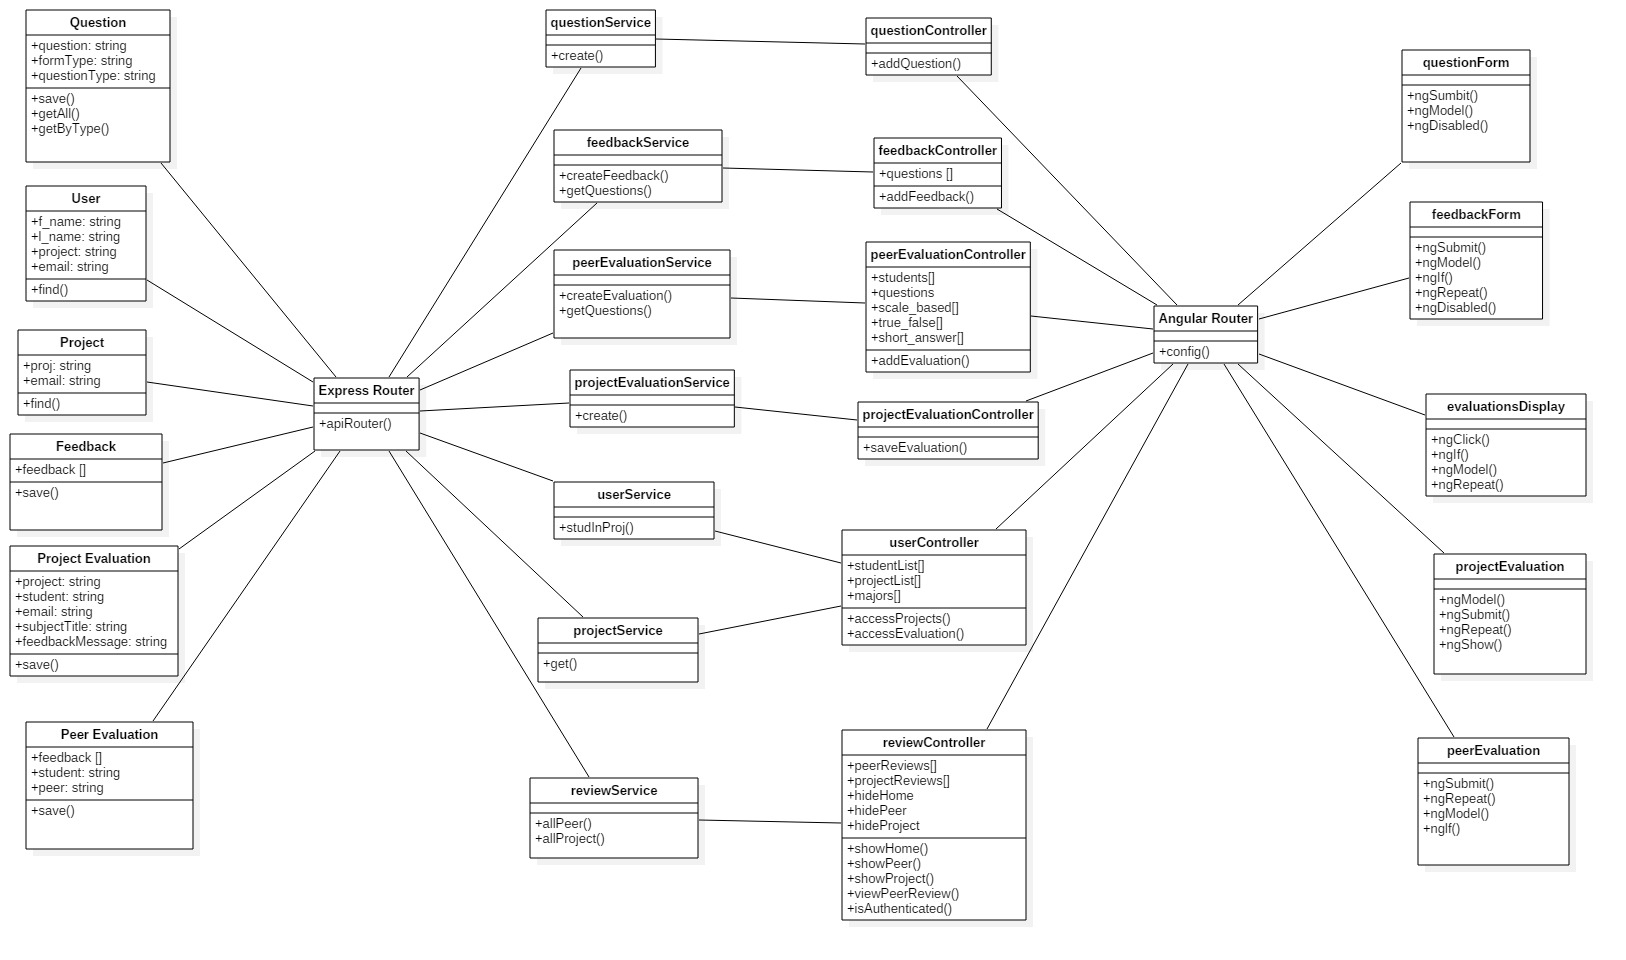 Question
+question: string
+formType: string
+questionType: string
+save()
+getAll()
+getByType()
User
+f_name: string
+l_name: string
+project: string
+email: string
+find()
Project
+proj: string
+email: string
+find()
Feedback
+feedback []
+save()
Project Evaluation
+project: string
+student: string
+email: string
+subjectTitle: string
+feedbackMessage: string
+save()
Peer Evaluation
+feedback []
+student: string
+peer: string
+save()
Express Router
+apiRouter()
questionService
+create()
feedbackService
+createFeedback()
+getQuestions()
peerEvaluationService
+createEvaluation()
+getQuestions()
projectEvaluationService
+create()
userService
+studInProj()
projectService
+get()
reviewService
+allPeer()
+allProject()
questionController
+addQuestion()
feedbackController
+questions []
+addFeedback()
peerEvaluationController
+students[]
+questions
+scale_based[]
+true_false[]
+short_answer[]
+addEvaluation()
projectEvaluationController
+saveEvaluation()
userController
+studentList[]
+projectList[]
+majors[]
+accessProjects()
+accessEvaluation()
reviewController
+peerReviews[]
+projectReviews[]
+hideHome
+hidePeer
+hideProject
+showHome()
+showPeer()
+showProject()
+viewPeerReview()
+isAuthenticated()
Angular Router
+config()
questionForm
+ngSumbit()
+ngModel()
+ngDisabled()
feedbackForm
+ngSubmit()
+ngModel()
+ngIf()
+ngRepeat()
+ngDisabled()
evaluationsDisplay
+ngClick()
+ngIf()
+ngModel()
+ngRepeat()
projectEvaluation
+ngModel()
+ngSubmit()
+ngRepeat()
+ngShow()
peerEvaluation
+ngSubmit()
+ngRepeat()
+ngModel()
+ngIf()